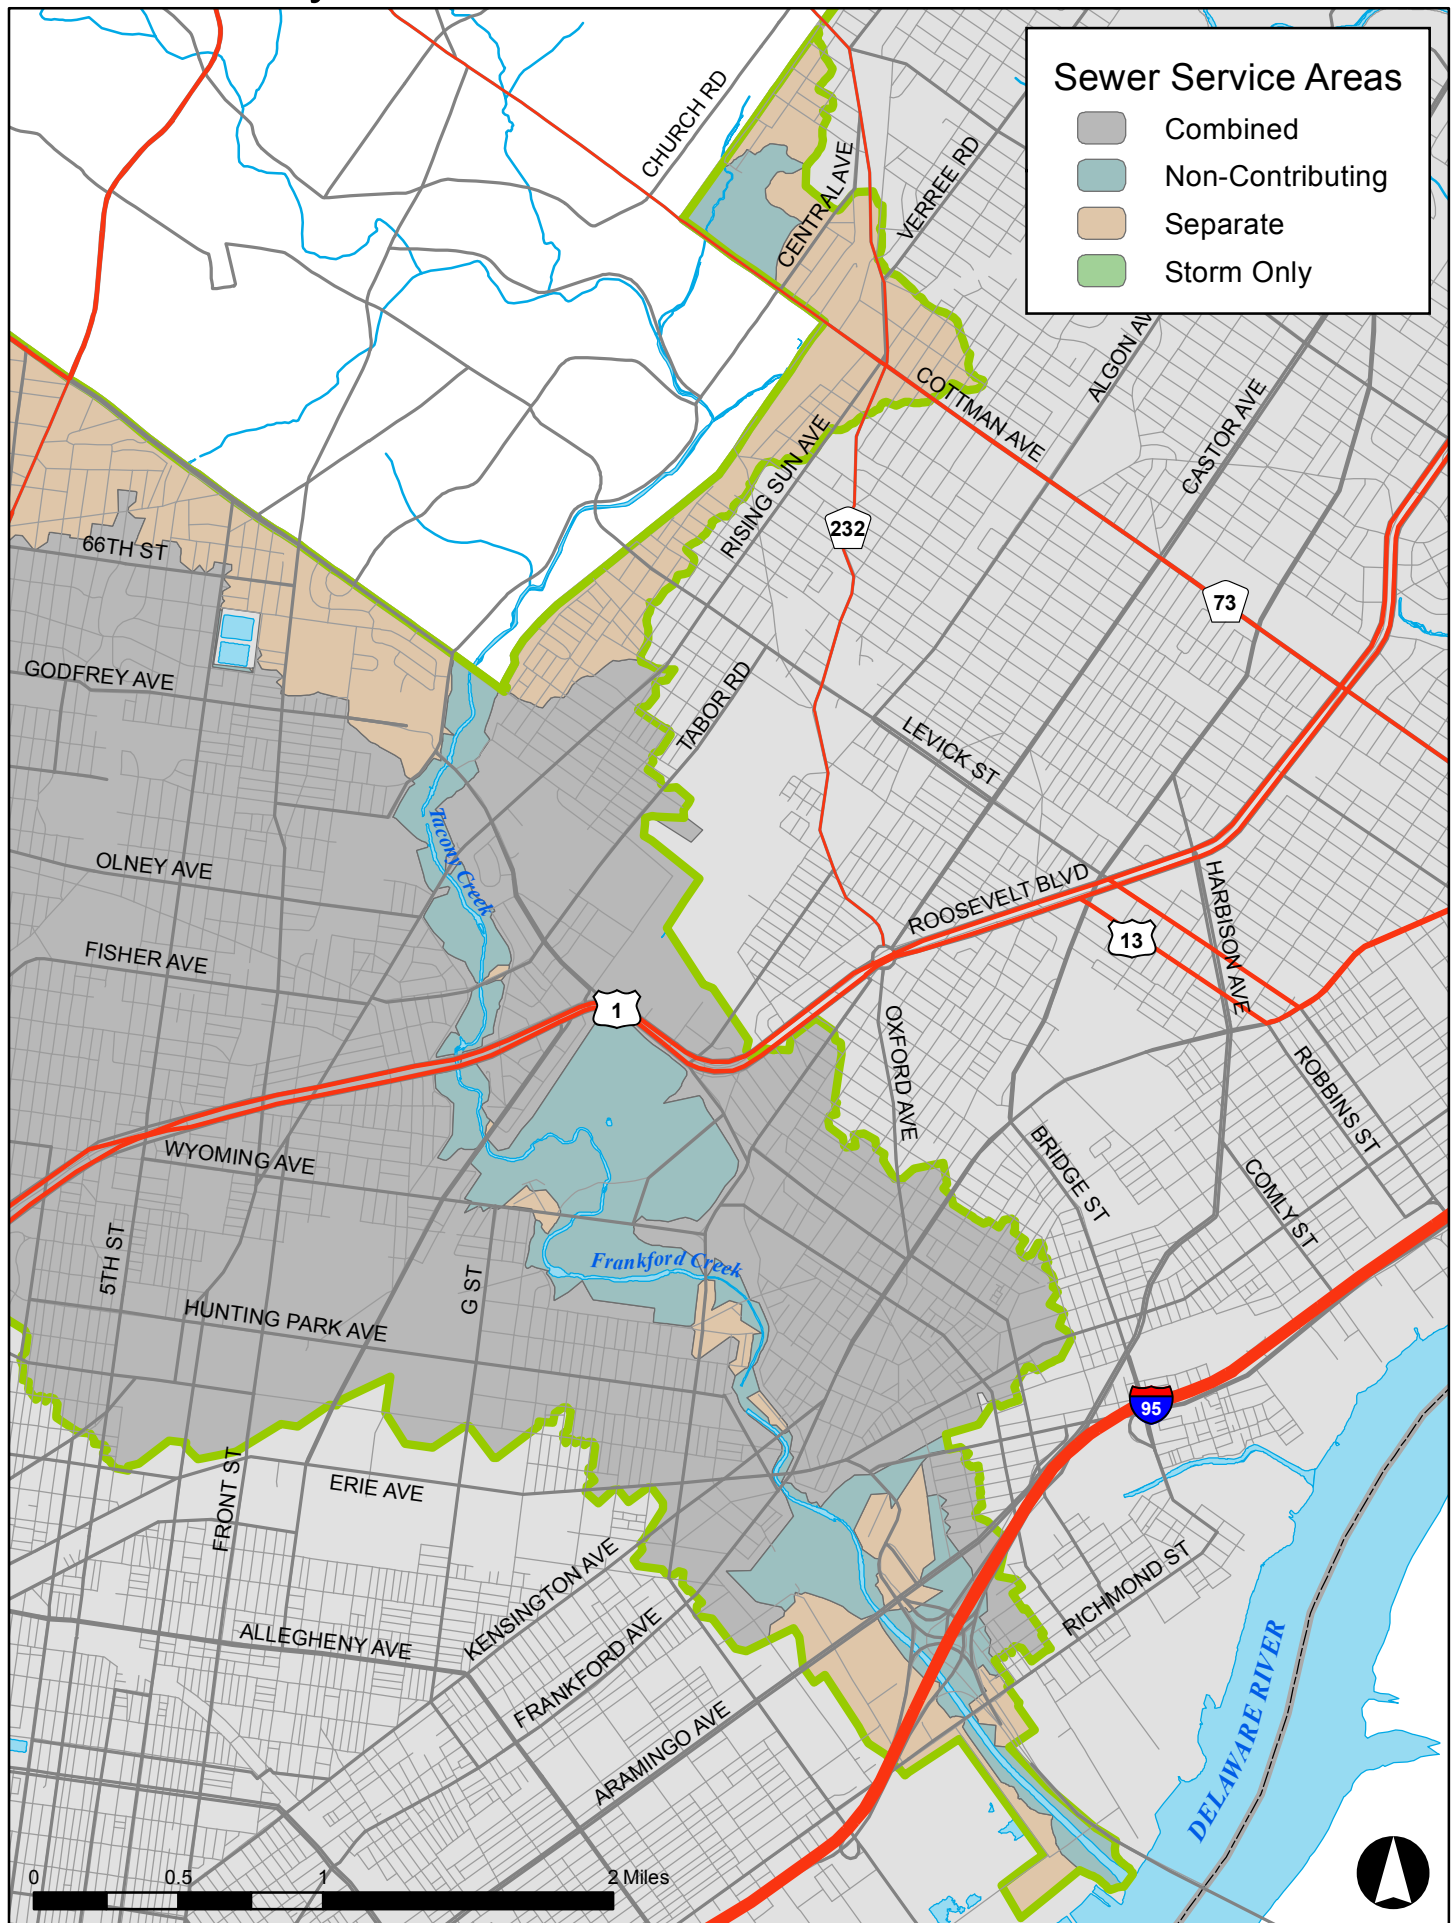 Sewer Service Areas
Combined
Non-Contributing
Separate
Storm Only
CHURCH RD
CENTRAL AVE
VERREE RD
ALGON AV
COTTMAN AVE
CASTOR AVE
RISING SUN AVE
232
73
66TH ST
GODFREY AVE
TABOR RD
LEVICK ST
Tacony Creek
OLNEY AVE
ROOSEVELT BLVD
HARBISON AVE
13
FISHER AVE
1
OXFORD AVE
ROBBINS ST
BRIDGE ST
COMLY ST
WYOMING AVE
5TH ST
G ST
Frankford Creek
HUNTING PARK AVE
95
FRONT ST
ERIE AVE
KENSINGTON AVE
RICHMOND ST
ALLEGHENY AVE
FRANKFORD AVE
ARAMINGO AVE
DELAWARE RIVER
0 0.5 1 2 Miles